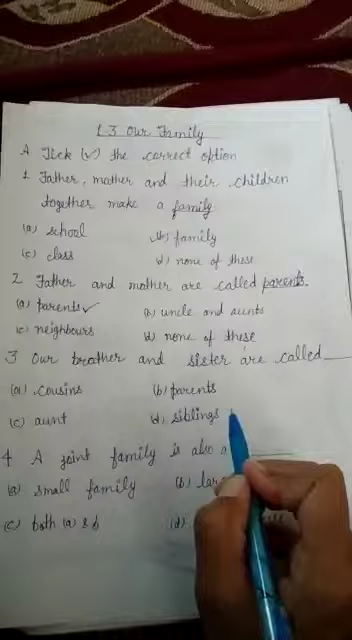 L 3 Our Family
A Tick (✓) the correct option
1 Father, mother and their children
together make a family
(a) school (b) family
(c) class (d) none of these
2 Father and mother are called parents.
(a) parents ✓ (b) uncle and aunts
(c) neighbours (d) none of these
3 Our brother and sister are called ____
(a) cousins (b) parents
(c) aunt (d) siblings
4 A joint family is also a
(a) small family (b)
(c) both (a) & b (d)